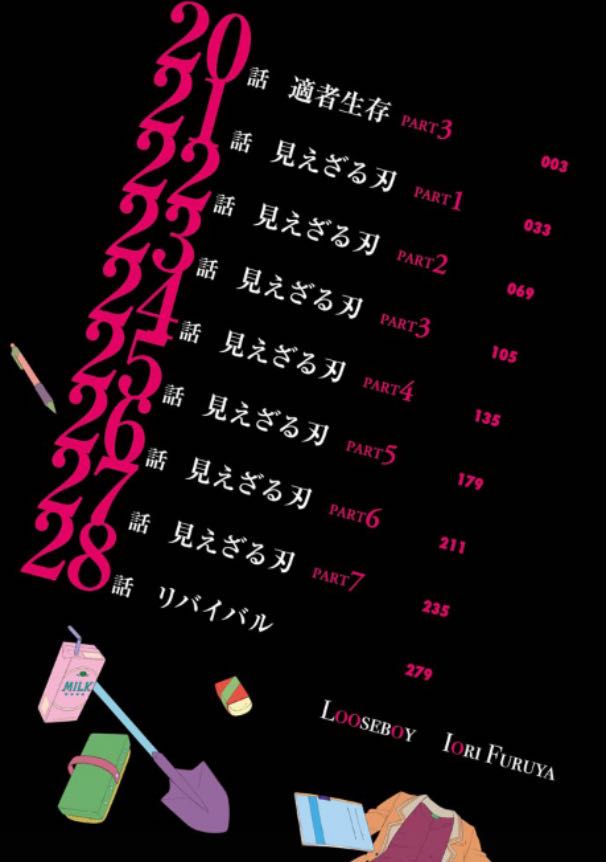 20話 適者生存 PART3 003
21話 見えざる刃 PART1 033
22話 見えざる刃 PART2 069
23話 見えざる刃 PART3 105
24話 見えざる刃 PART4 135
25話 見えざる刃 PART5 179
26話 見えざる刃 PART6 211
27話 見えざる刃 PART7 235
28話 リバイバル 279
LOOSEBOY IORI FURUYA
MILK